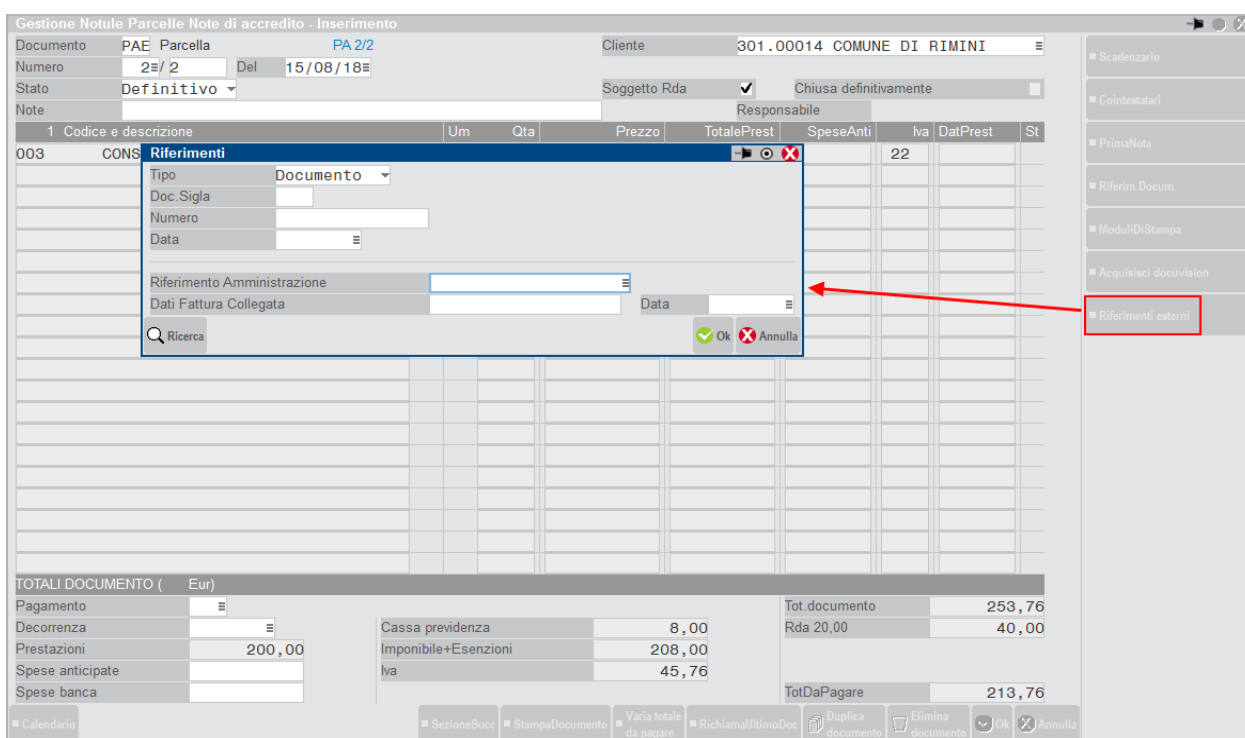 Gestione Notule Parcelle Note di accredito - Inserimento
Documento PAE Parcella PA 2/2 Cliente 301.00014 COMUNE DI RIMINI
Numero 2/ 2 Del 15/08/18
Stato Definitivo Soggetto Rda Chiusa definitivamente
Note Responsabile
1 Codice e descrizione Um Qta Prezzo TotalePrest SpeseAnti Iva DatPrest St
003 CONS 22
Riferimenti
Tipo Documento
Doc.Sigla
Numero
Data
Riferimento Amministrazione
Dati Fattura Collegata Data
Ricerca Ok Annulla
Scadenzario
Cointestatari
PrimaNota
Riferim.Docum.
ModuliDiStampa
Acquisisci docuvision
Riferimenti esterni
TOTALI DOCUMENTO ( Eur)
Pagamento Tot.documento 253,76
Decorrenza Cassa previdenza 8,00 Rda 20,00 40,00
Prestazioni 200,00 Imponibile+Esenzioni 208,00
Spese anticipate Iva 45,76
Spese banca TotDaPagare 213,76
Calendario SezioneSucc StampaDocumento Varia totale da pagare RichiamaUltimoDoc Duplica documento Elimina documento Ok Annulla